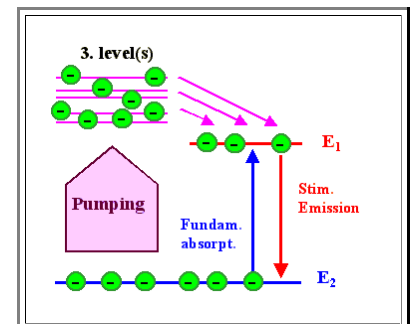 3. level(s)
E1
Stim.
Emission
Pumping
Fundam.
absorpt.
E2